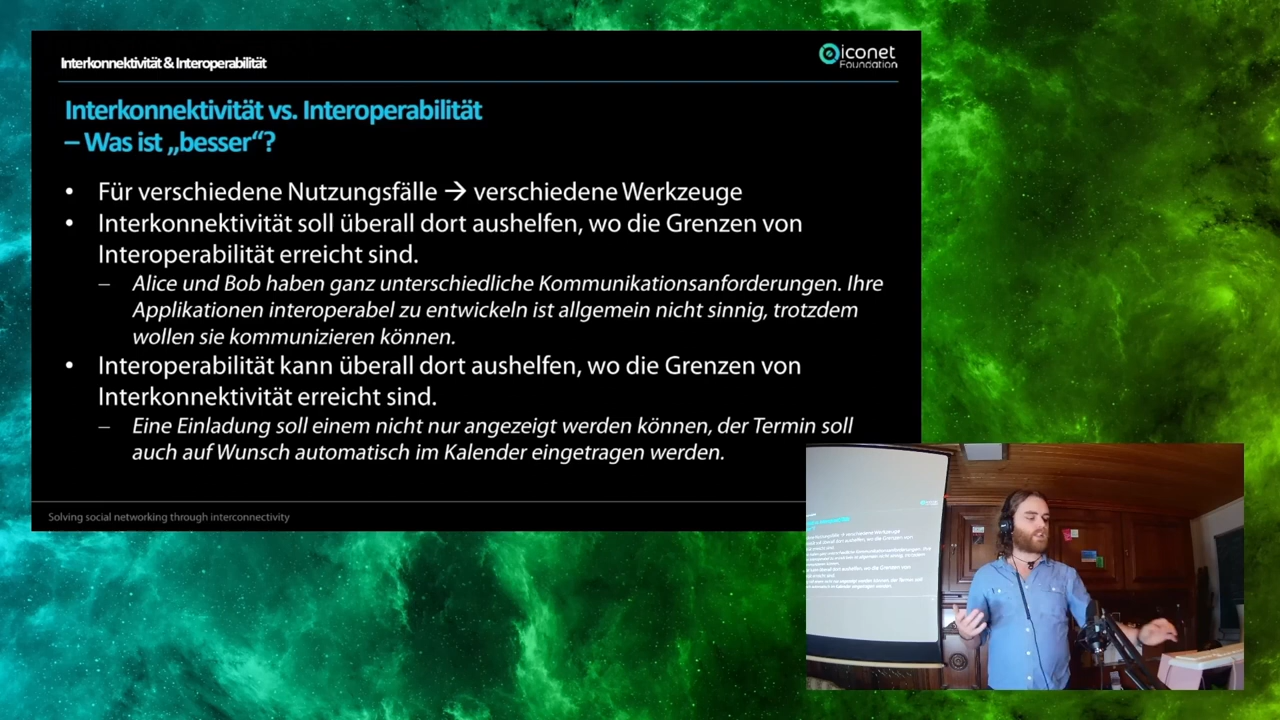 Interkonnektivität & Interoperabilität
iconet
Foundation
Interkonnektivität vs. Interoperabilität
– Was ist „besser“?
• Für verschiedene Nutzungsfälle → verschiedene Werkzeuge
• Interkonnektivität soll überall dort aushelfen, wo die Grenzen von
Interoperabilität erreicht sind.
– Alice und Bob haben ganz unterschiedliche Kommunikationsanforderungen. Ihre
Applikationen interoperabel zu entwickeln ist allgemein nicht sinnig, trotzdem
wollen sie kommunizieren können.
• Interoperabilität kann überall dort aushelfen, wo die Grenzen von
Interkonnektivität erreicht sind.
– Eine Einladung soll einem nicht nur angezeigt werden können, der Termin soll
auch auf Wunsch automatisch im Kalender eingetragen werden.
Solving social networking through interconnectivity